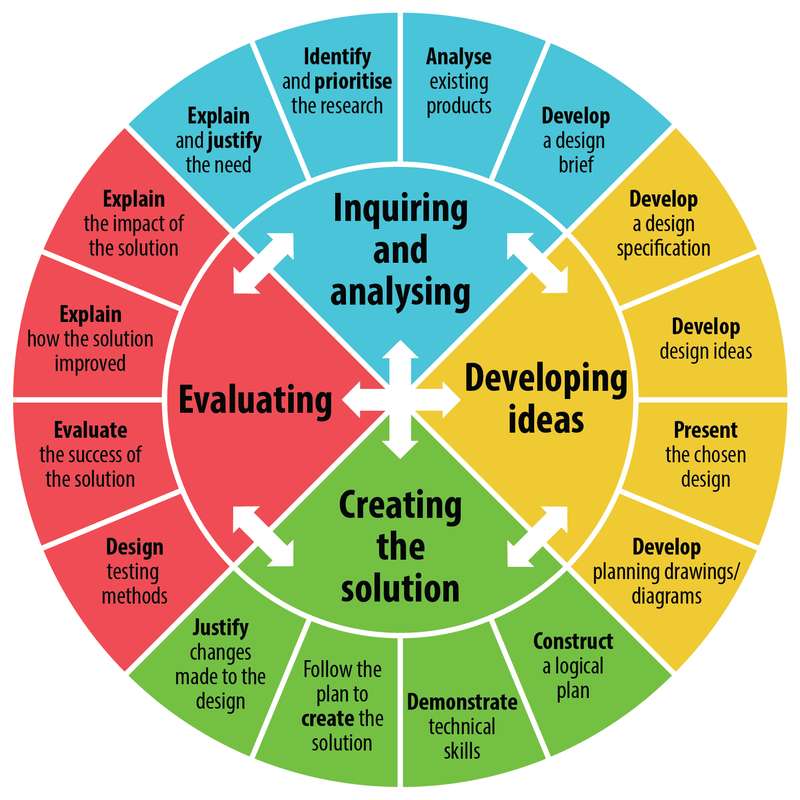 Inquiring
and
analysing
Explain
and justify
the need
Identify
and prioritise
the research
Analyse
existing
products
Develop
a design
brief
Developing
ideas
Develop
a design
specification
Develop
design ideas
Present
the chosen
design
Develop
planning drawings/
diagrams
Creating
the
solution
Construct
a logical
plan
Demonstrate
technical
skills
Follow the
plan to
create the
solution
Justify
changes
made to the
design
Evaluating
Design
testing
methods
Evaluate
the success of
the solution
Explain
how the solution
improved
Explain
the impact of
the solution